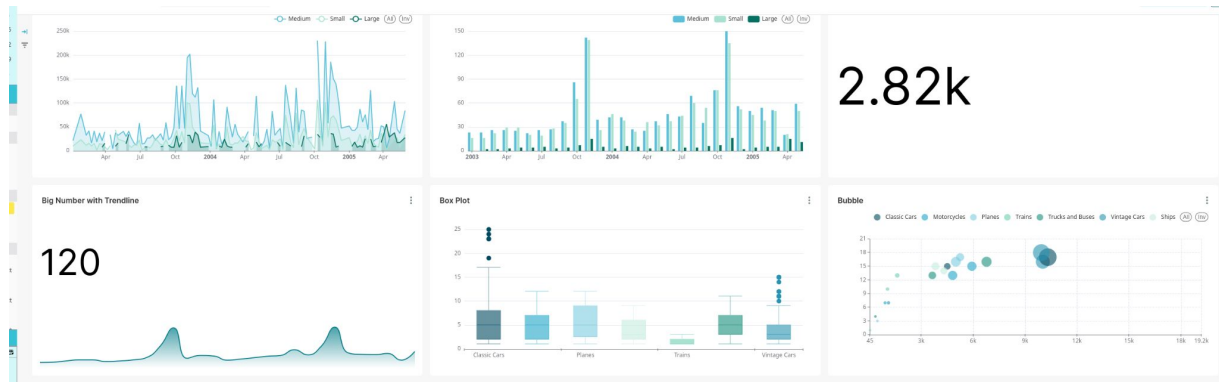 Medium Small Large All Inv
250k
200k
150k
100k
50k
0
Apr Jul Oct 2004 Apr Jul Oct 2005 Apr
Medium Small Large All Inv
150
120
90
60
30
0
2003 Apr Jul Oct 2004 Apr Jul Oct 2005 Apr
2.82k
Big Number with Trendline
120
Box Plot
25
20
15
10
5
0
Classic Cars Planes Trains Vintage Cars
Bubble
Classic Cars Motorcycles Planes Trains Trucks and Buses Vintage Cars Ships All Inv
21
18
15
12
9
6
3
0
45 3k 6k 9k 12k 15k 18k 19.2k